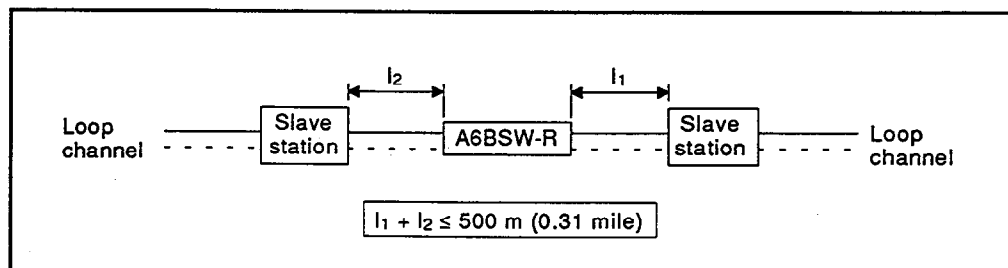 l₂
l₁
Loop
channel
Slave
station
A6BSW-R
Slave
station
Loop
channel
l₁ + l₂ ≤ 500 m (0.31 mile)